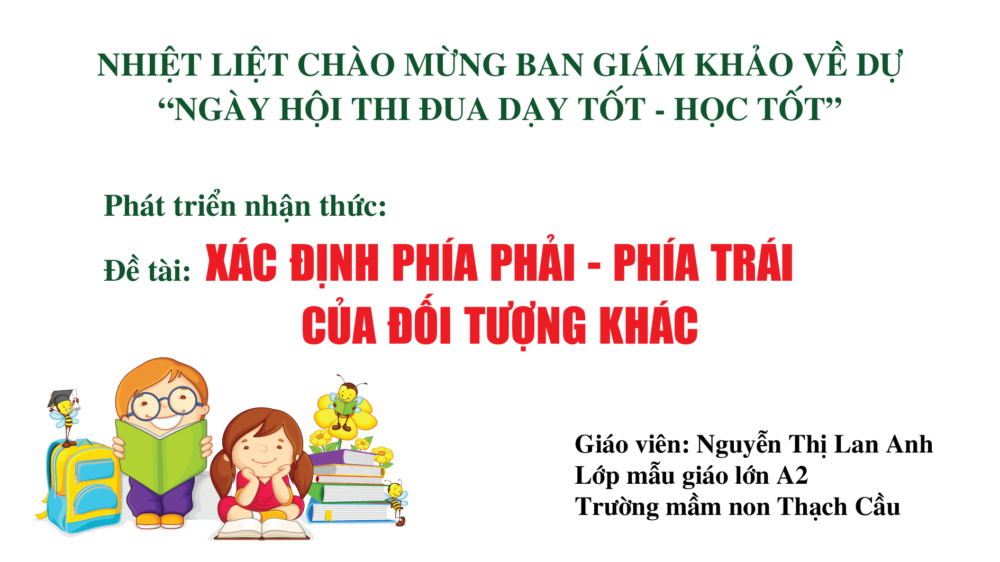 NHIỆT LIỆT CHÀO MỪNG BAN GIÁM KHẢO VỀ DỰ
“NGÀY HỘI THI ĐUA DẠY TỐT - HỌC TỐT”
Phát triển nhận thức:
Đề tài: XÁC ĐỊNH PHÍA PHẢI - PHÍA TRÁI
CỦA ĐỐI TƯỢNG KHÁC
Giáo viên: Nguyễn Thị Lan Anh
Lớp mẫu giáo lớn A2
Trường mầm non Thạch Cầu